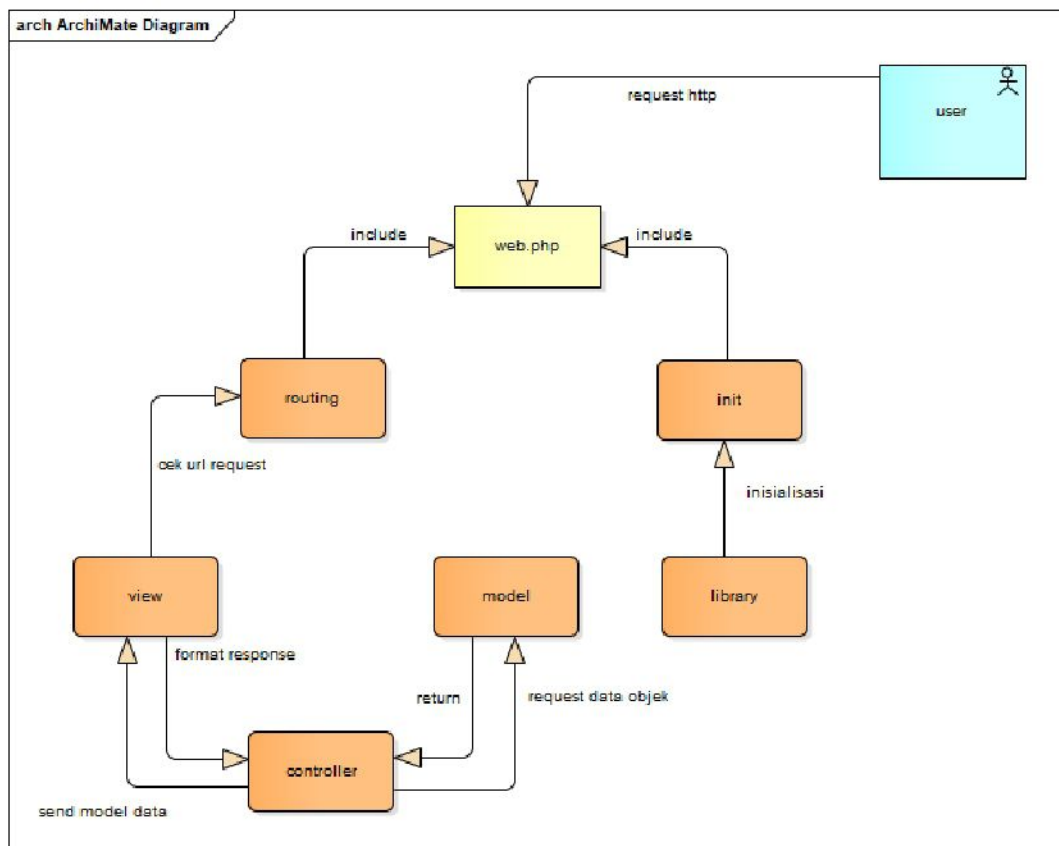 arch ArchiMate Diagram
request http
user
include
web.php
include
routing
init
cek url request
inisialisasi
view
model
library
format response
return
request data objek
controller
send model data